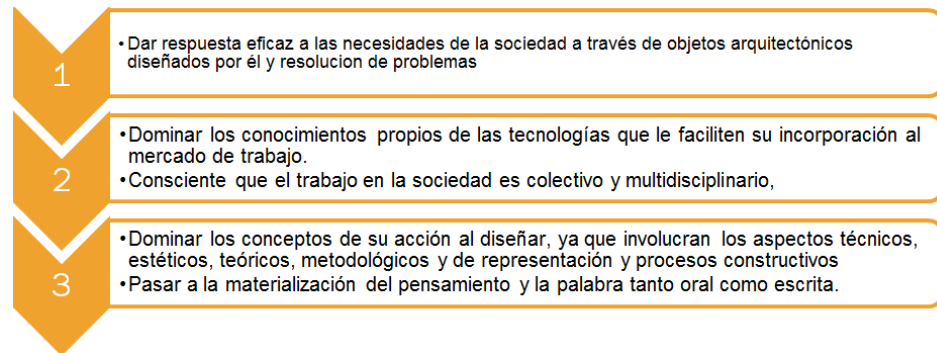 1
• Dar respuesta eficaz a las necesidades de la sociedad a través de objetos arquitectónicos
diseñados por él y resolucion de problemas
2
•Dominar los conocimientos propios de las tecnologías que le faciliten su incorporación al
mercado de trabajo.
•Consciente que el trabajo en la sociedad es colectivo y multidisciplinario,
3
•Dominar los conceptos de su acción al diseñar, ya que involucran los aspectos técnicos,
estéticos, teóricos, metodológicos y de representación y procesos constructivos
•Pasar a la materialización del pensamiento y la palabra tanto oral como escrita.